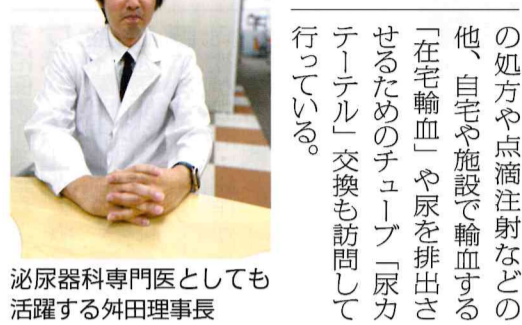 の処方や点滴注射などの
他、自宅や施設で輸血する
「在宅輸血」や尿を排出さ
せるためのチューブ「尿カ
テーテル」交換も訪問して
行っている。
泌尿器科専門医としても
活躍する舛田理事長